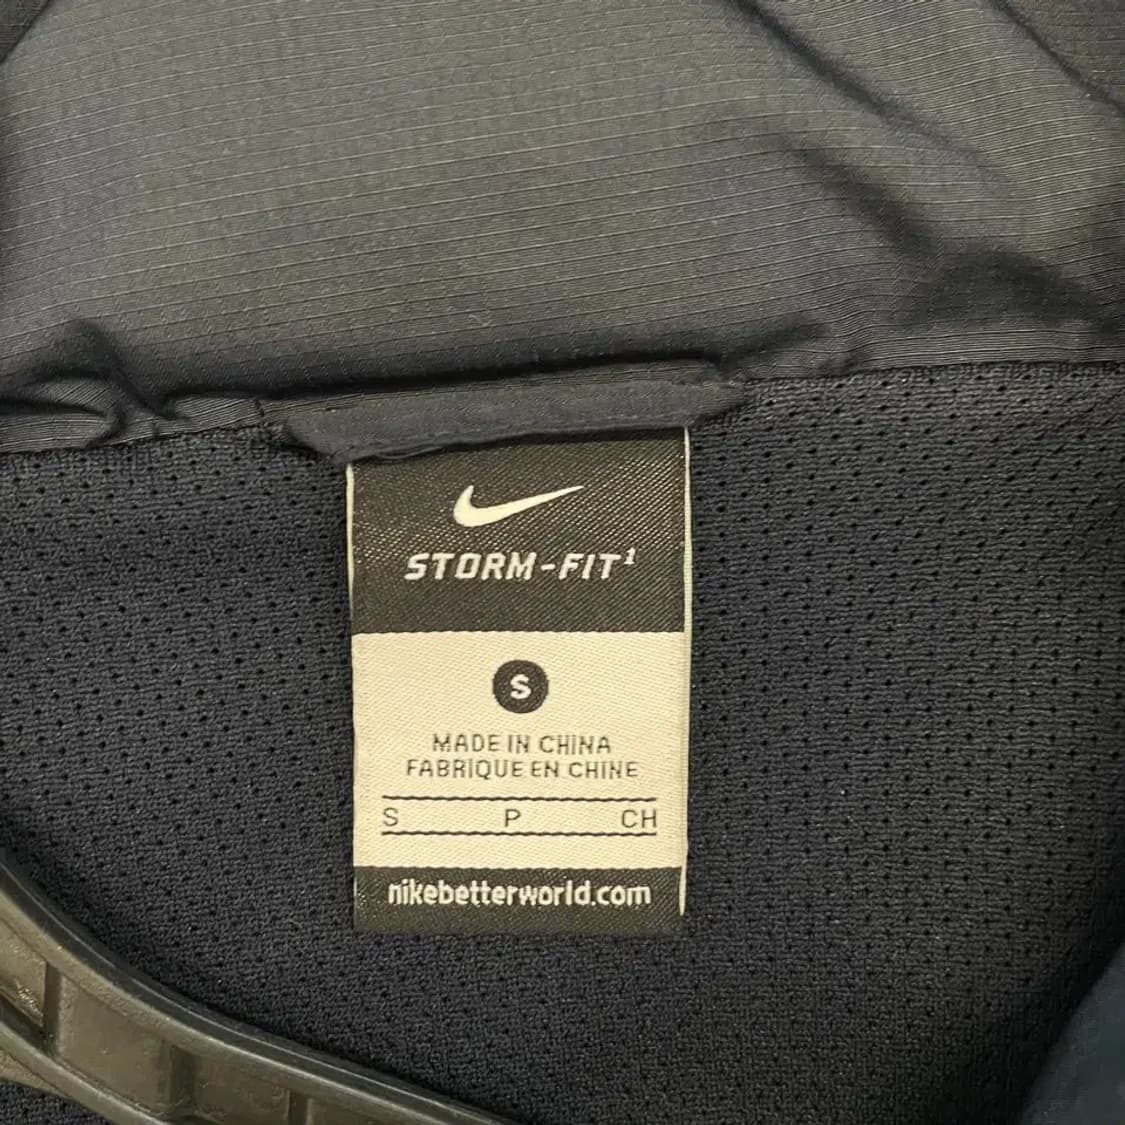 STORM-FIT¹
S
MADE IN CHINA
FABRIQUE EN CHINE
S P CH
nikebetterworld.com